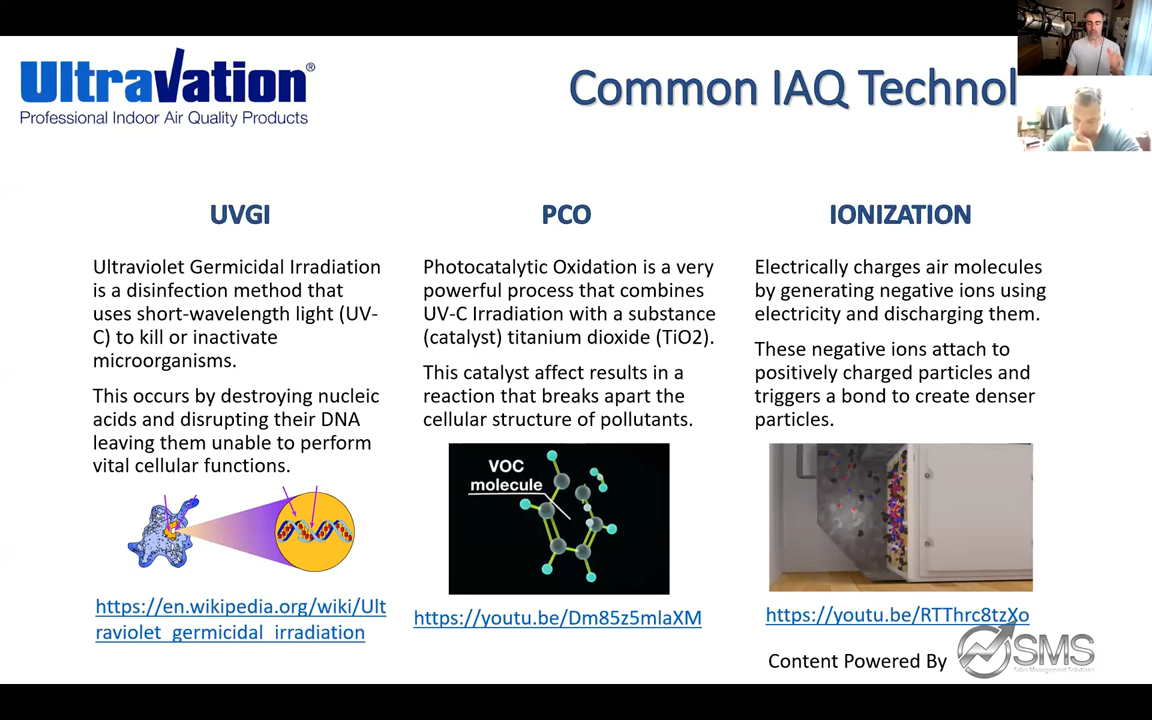 Ultravation®
Professional Indoor Air Quality Products
Common IAQ Technol
UVGI
Ultraviolet Germicidal Irradiation
is a disinfection method that
uses short-wavelength light (UV-
C) to kill or inactivate
microorganisms.
This occurs by destroying nucleic
acids and disrupting their DNA
leaving them unable to perform
vital cellular functions.
https://en.wikipedia.org/wiki/Ult
raviolet_germicidal_irradiation
PCO
Photocatalytic Oxidation is a very
powerful process that combines
UV-C Irradiation with a substance
(catalyst) titanium dioxide (TiO2).
This catalyst affect results in a
reaction that breaks apart the
cellular structure of pollutants.
VOC
molecule
https://youtu.be/Dm85z5mlaXM
IONIZATION
Electrically charges air molecules
by generating negative ions using
electricity and discharging them.
These negative ions attach to
positively charged particles and
triggers a bond to create denser
particles.
https://youtu.be/RTThrc8tzXo
Content Powered By
SMS
Sales Management Solutions